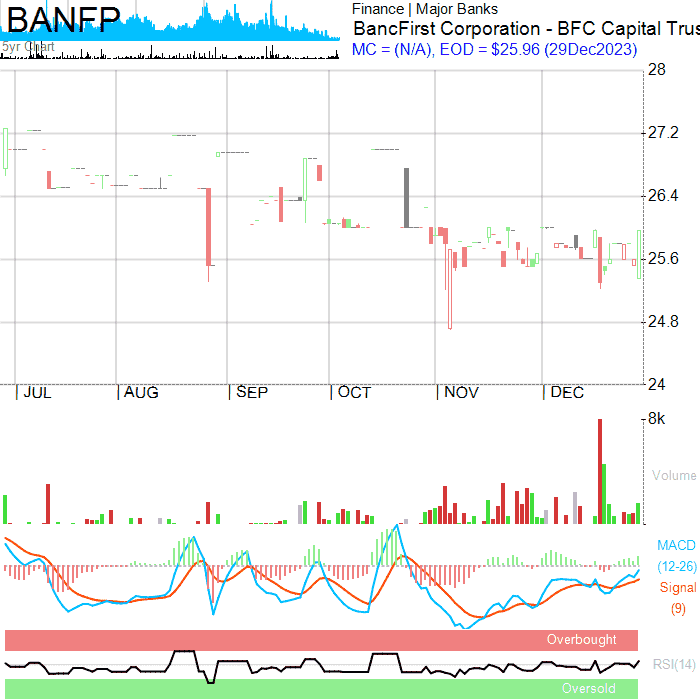 BANFP
5yr Chart
Finance | Major Banks
BancFirst Corporation - BFC Capital Trus
MC = (N/A), EOD = $25.96 (29Dec2023)
28
27.2
26.4
25.6
24.8
24
| JUL | AUG | SEP | OCT | NOV | DEC
8k
Volume
MACD
(12-26)
Signal
(9)
Overbought
RSI(14)
Oversold